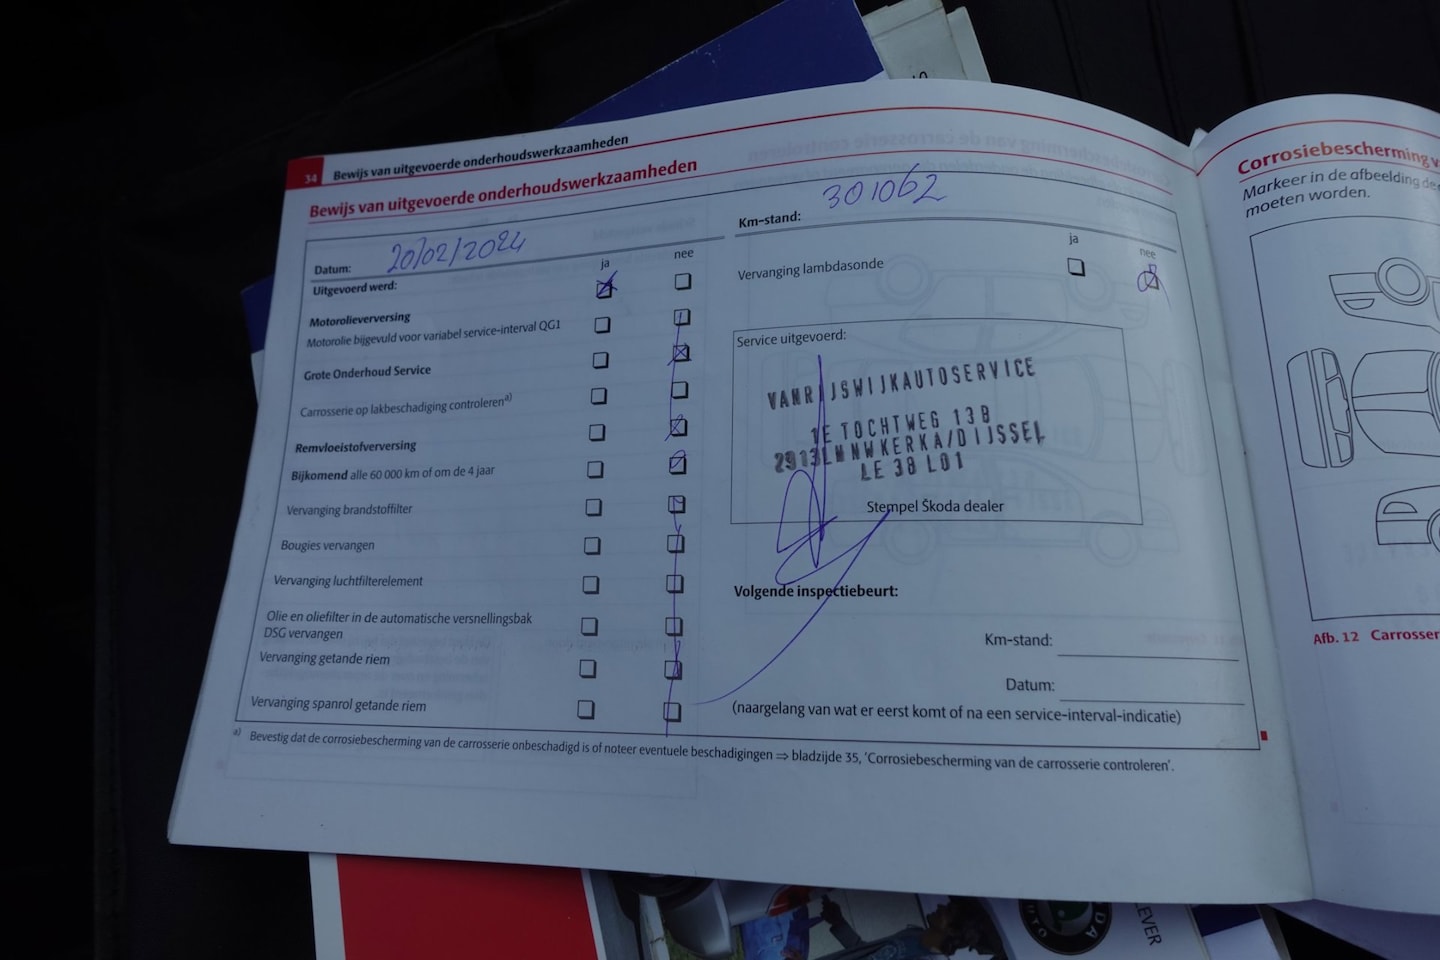 34 Bewijs van uitgevoerde onderhoudswerkzaamheden
Bewijs van uitgevoerde onderhoudswerkzaamheden
Datum: 20/02/2024
Uitgevoerd werd:
ja nee
Motorolieverversing
Motorolie bijgevuld voor variabel service-interval QG1
Grote Onderhoud Service
Carrosserie op lakbeschadiging controleren a)
Remvloeistofverversing
Bijkomend alle 60 000 km of om de 4 jaar
Vervanging brandstoffilter
Bougies vervangen
Vervanging luchtfilterelement
Olie en oliefilter in de automatische versnellingsbak
DSG vervangen
Vervanging getande riem
Vervanging spanrol getande riem
Km-stand: 301062
ja nee
Vervanging lambdasonde
Service uitgevoerd:
VANRIJSWIJKAUTOSERVICE
1E TOCHTWEG 13B
2913LN NWKERKA/DIJSSEL
LE 38 L01
Stempel Škoda dealer
Volgende inspectiebeurt:
Km-stand:
Datum:
(naargelang van wat er eerst komt of na een service-interval-indicatie)
a) Bevestig dat de corrosiebescherming van de carrosserie onbeschadigd is of noteer eventuele beschadigingen ⇒ bladzijde 35, 'Corrosiebescherming van de carrosserie controleren'.
Corrosiebescherming v
Markeer in de afbeelding de
moeten worden.
Afb. 12 Carrosser
AUTO
EVER